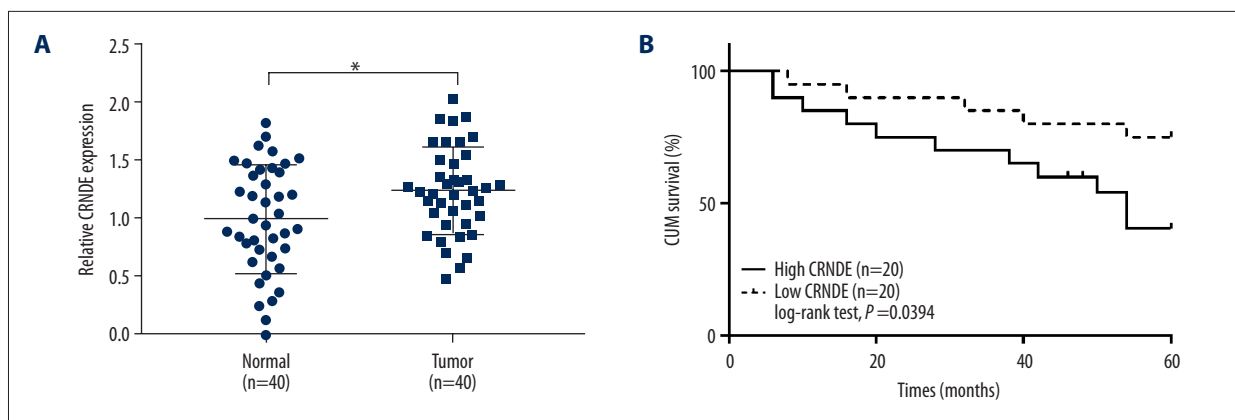 A
2.5
2.0
1.5
1.0
0.5
0.0
Relative CRNDE expression
*
Normal
(n=40)
Tumor
(n=40)
B
100
50
0
CUM survival (%)
High CRNDE (n=20)
Low CRNDE (n=20)
log-rank test, P=0.0394
0
20
40
60
Times (months)